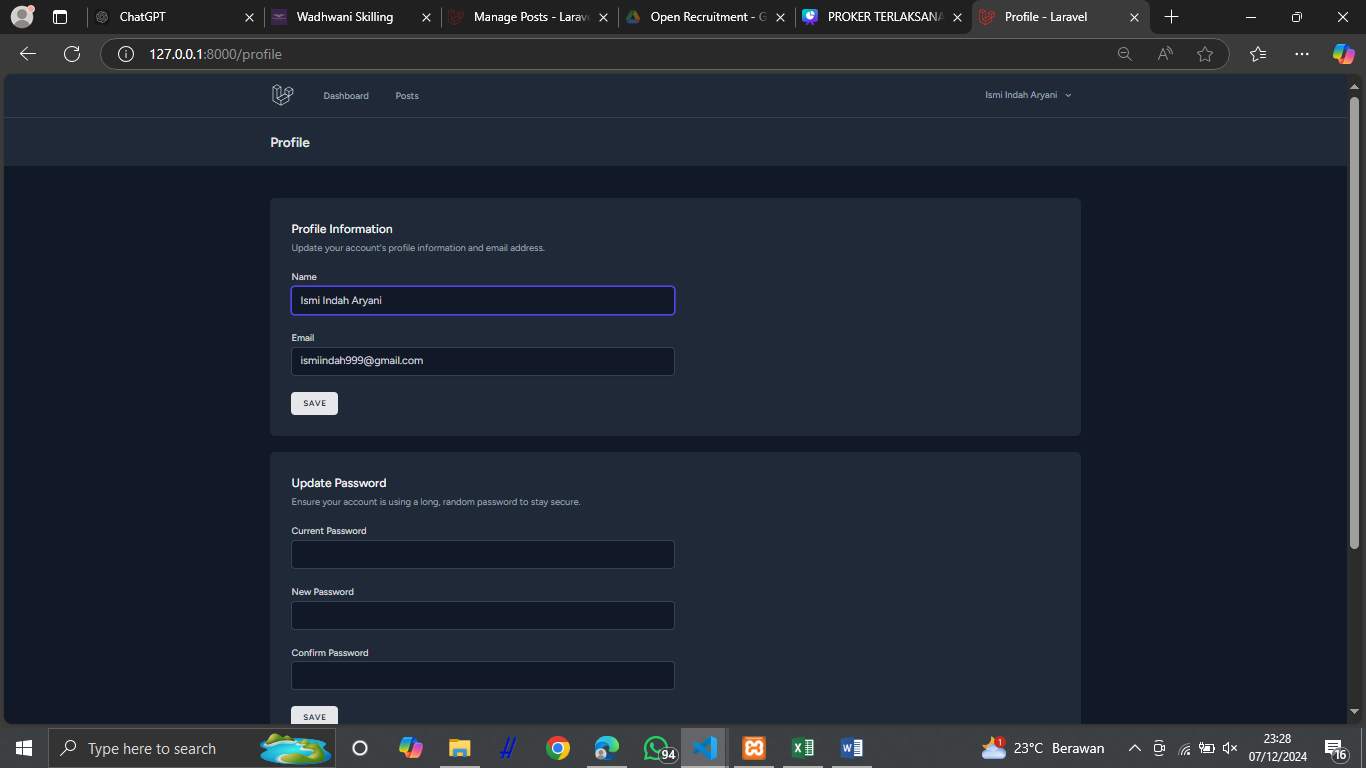 ChatGPT
Wadhwani Skilling
Manage Posts - Larav
Open Recruitment - G
PROKER TERLAKSANA
Profile - Laravel
127.0.0.1:8000/profile
Dashboard
Posts
Ismi Indah Aryani
Profile
Profile Information
Update your account's profile information and email address.
Name
Ismi Indah Aryani
Email
ismiindah999@gmail.com
SAVE
Update Password
Ensure your account is using a long, random password to stay secure.
Current Password
New Password
Confirm Password
SAVE
Type here to search
94
1
23°C Berawan
23:28
07/12/2024
16